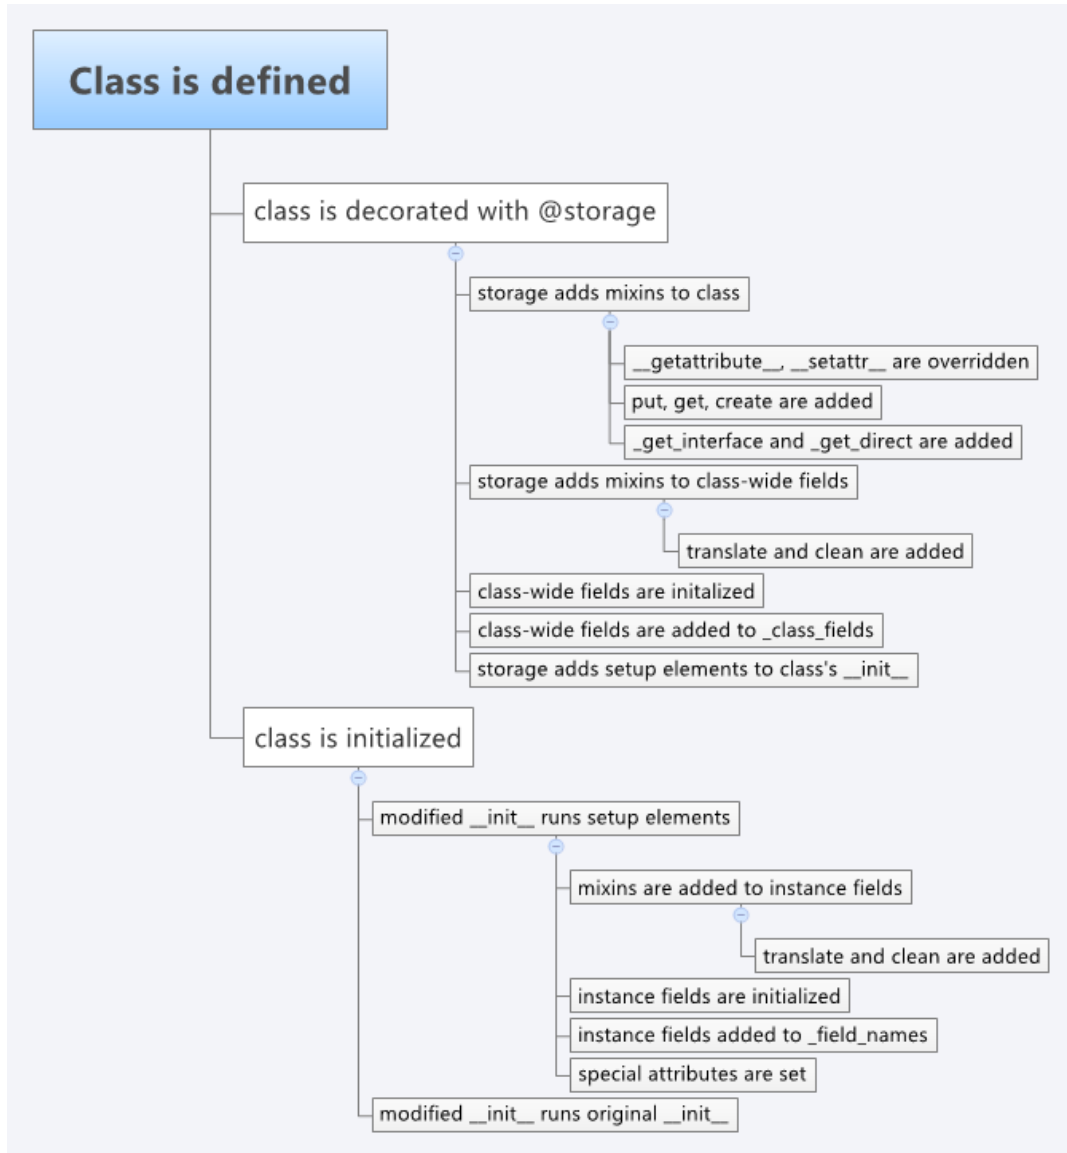 Class is defined
class is decorated with @storage
storage adds mixins to class
__getattribute__, __setattr__ are overridden
put, get, create are added
_get_interface and _get_direct are added
storage adds mixins to class-wide fields
translate and clean are added
class-wide fields are initalized
class-wide fields are added to _class_fields
storage adds setup elements to class's __init__
class is initialized
modified __init__ runs setup elements
mixins are added to instance fields
translate and clean are added
instance fields are initialized
instance fields added to _field_names
special attributes are set
modified __init__ runs original __init__